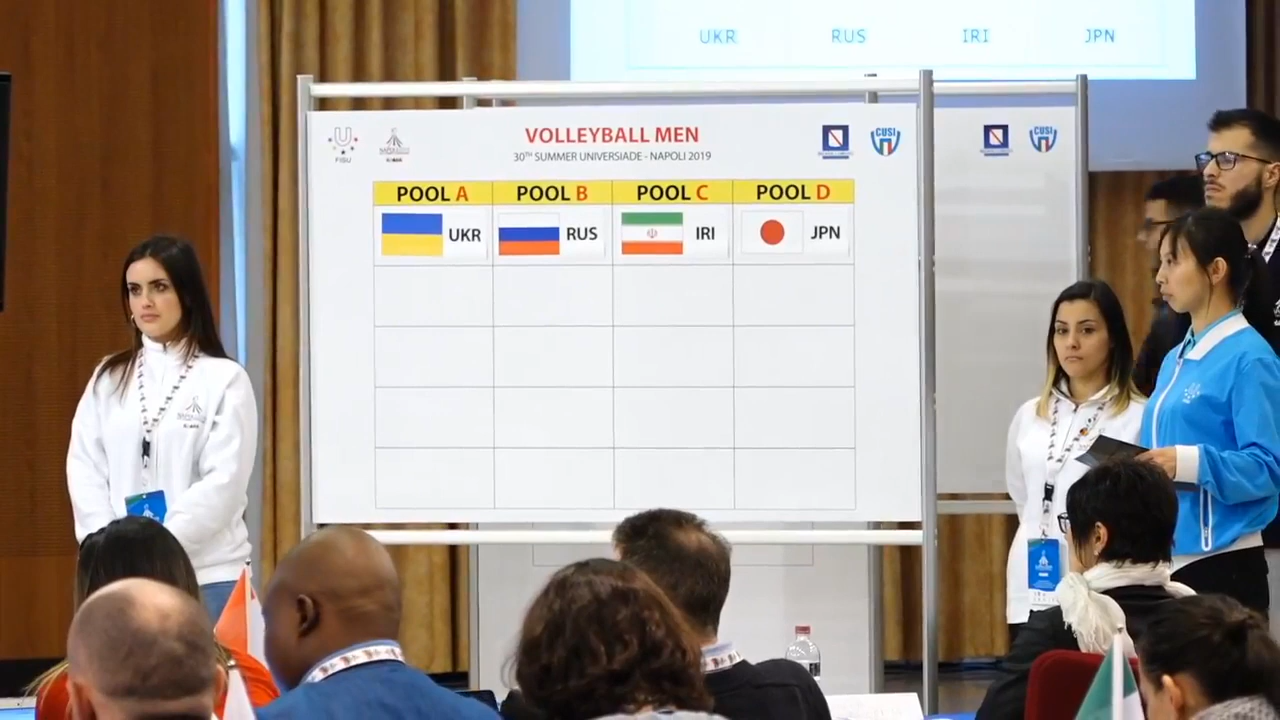 UKR RUS IRI JPN
FISU
VOLLEYBALL MEN
30TH SUMMER UNIVERSIADE - NAPOLI 2019
CUSI
CUSI
POOL A POOL B POOL C POOL D
UKR RUS IRI JPN